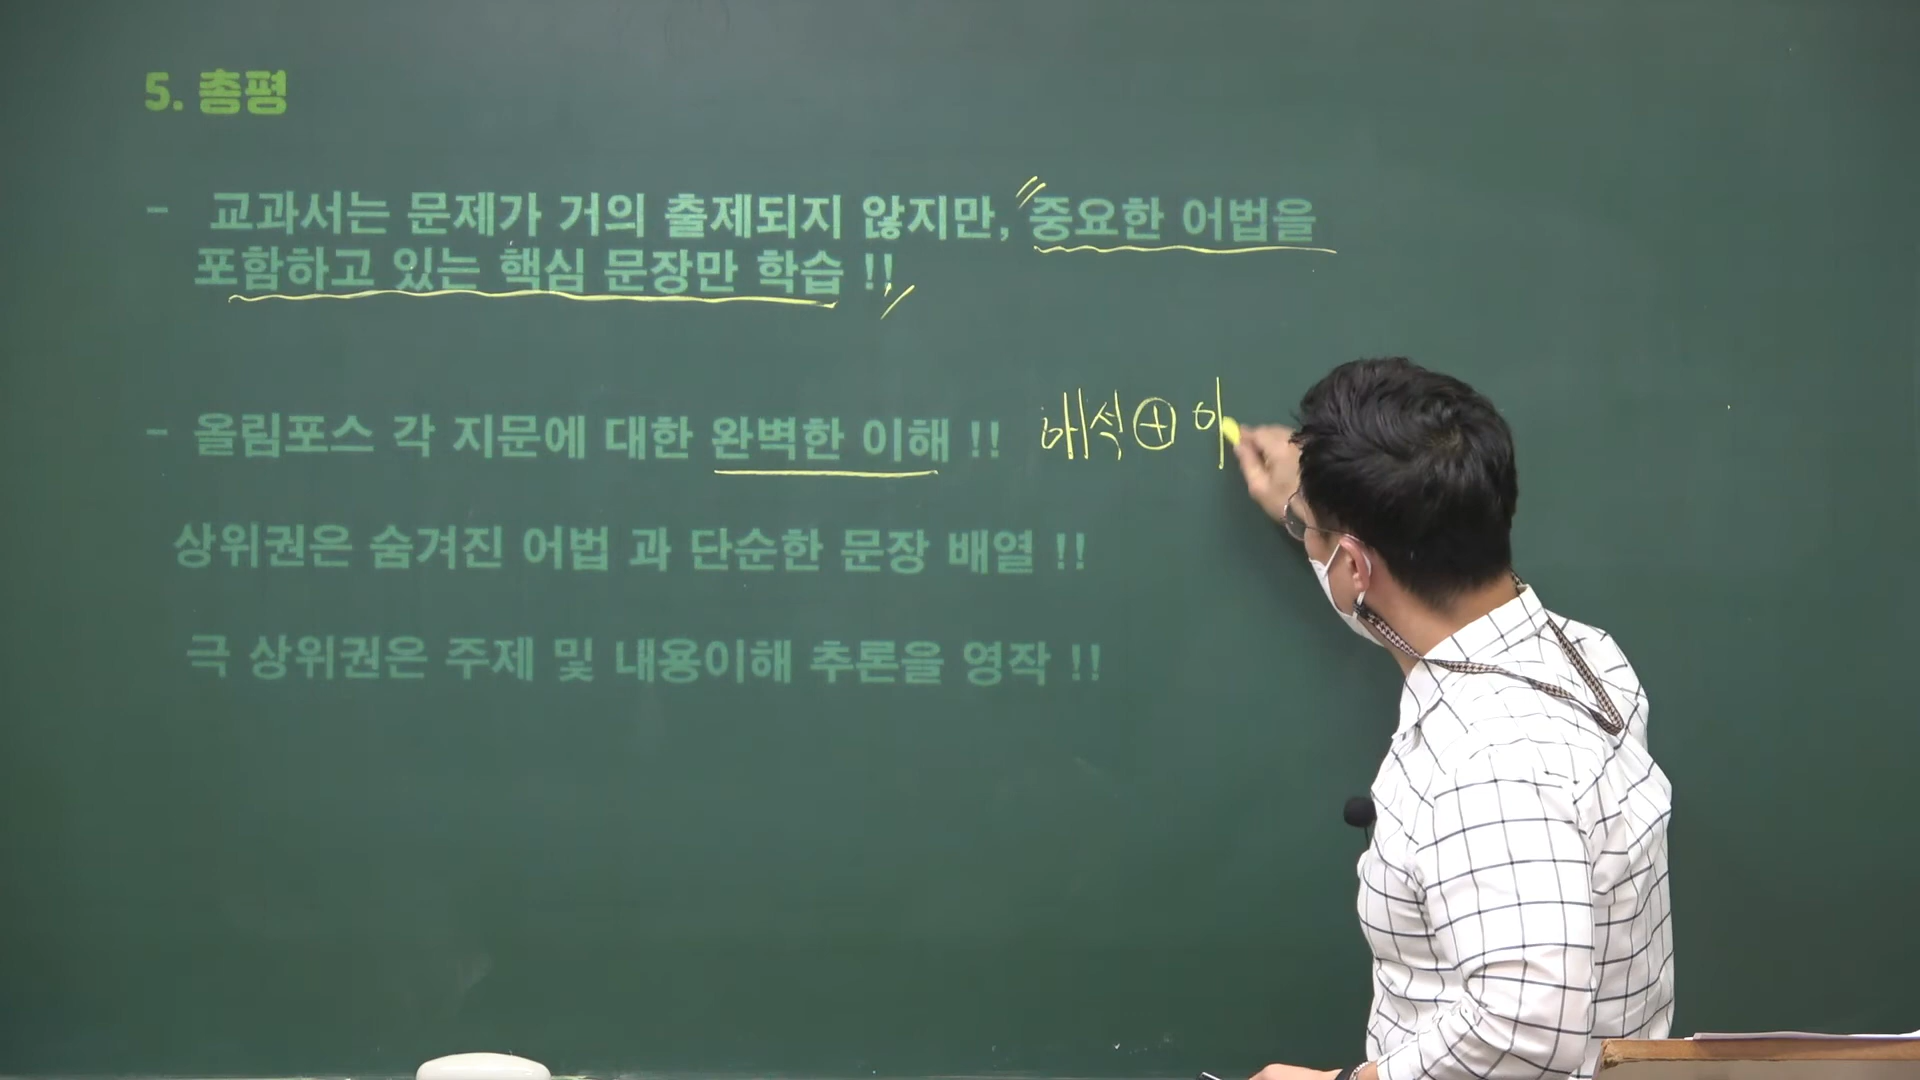 5. 총평
- 교과서는 문제가 거의 출제되지 않지만, 중요한 어법을
포함하고 있는 핵심 문장만 학습 !!
- 올림포스 각 지문에 대한 완벽한 이해 !! 해석 ⊕ 이
상위권은 숨겨진 어법 과 단순한 문장 배열 !!
극 상위권은 주제 및 내용이해 추론을 영작 !!